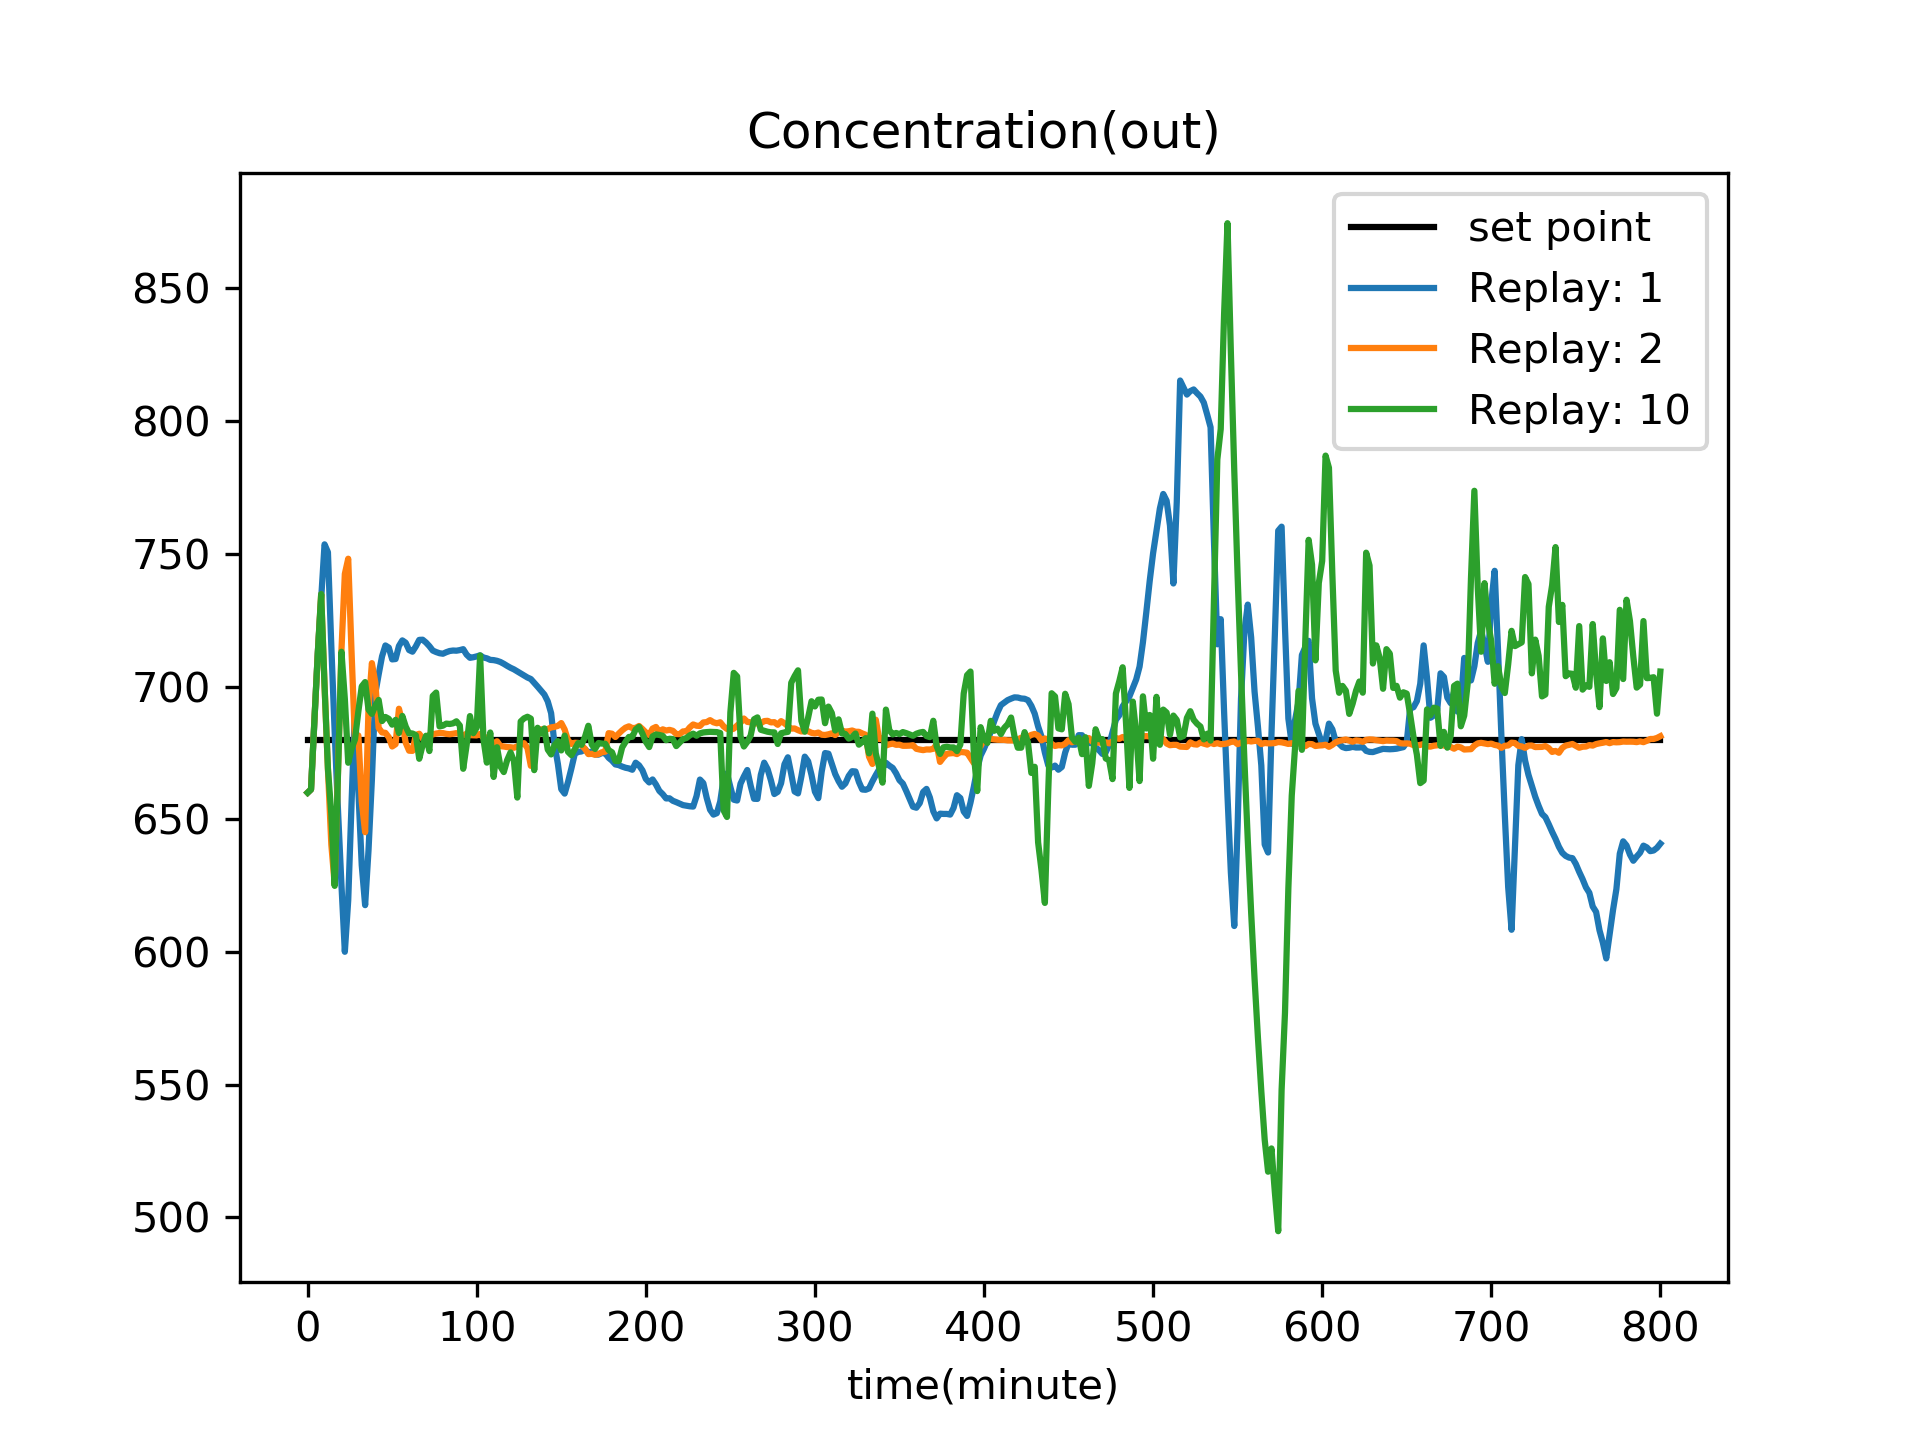 Concentration(out)
set point
Replay: 1
Replay: 2
Replay: 10
850
800
750
700
650
600
550
500
0 100 200 300 400 500 600 700 800
time(minute)